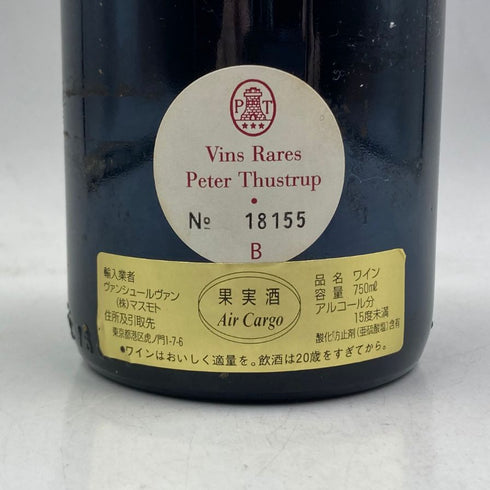 P T
Vins Rares
Peter Thustrup
•
№ 18155
B
輸入業者
ヴァンシュールヴァン
(株)マスモト
住所及引取先
東京都港区虎ノ門1-7-6
果実酒
Air Cargo
品名 ワイン
容量 750mℓ
アルコール分
15度未満
酸化防止剤(亜硫酸塩)含有
●ワインはおいしく適量を。飲酒は20歳をすぎてから。